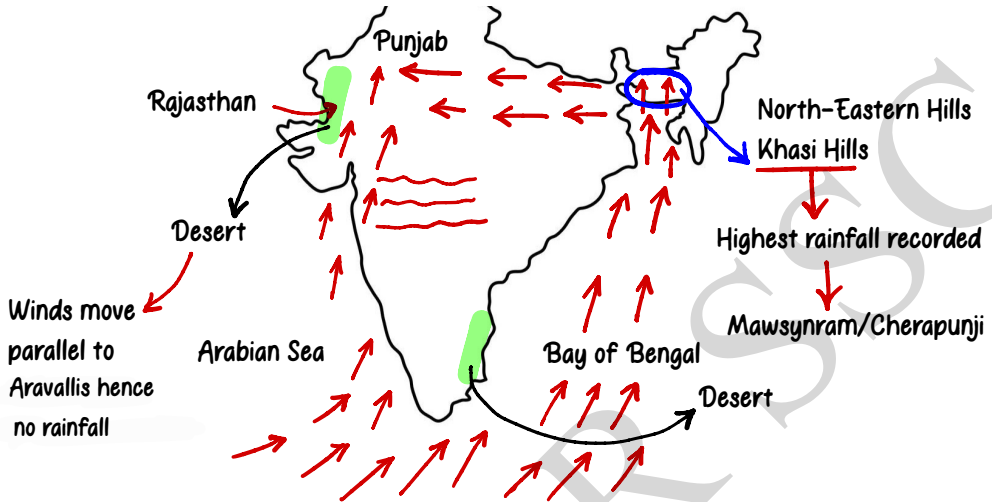 Punjab
Rajasthan
North-Eastern Hills
Khasi Hills
Desert
Highest rainfall recorded
Winds move
parallel to
Aravallis hence
no rainfall
Arabian Sea
Bay of Bengal
Mawsynram/Cherapunji
Desert
R SSC